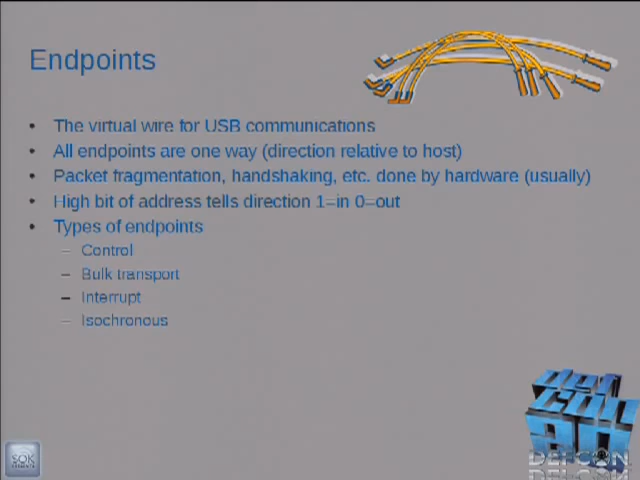 Endpoints
• The virtual wire for USB communications
• All endpoints are one way (direction relative to host)
• Packet fragmentation, handshaking, etc. done by hardware (usually)
• High bit of address tells direction 1=in 0=out
• Types of endpoints
– Control
– Bulk transport
– Interrupt
– Isochronous
DEFCON